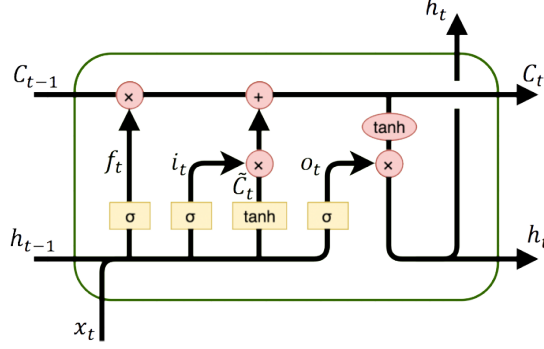 h_t
C_{t-1} × + C_t
tanh
f_t i_t × o_t ×
C̃_t
σ σ tanh σ
h_{t-1} h_t
x_t